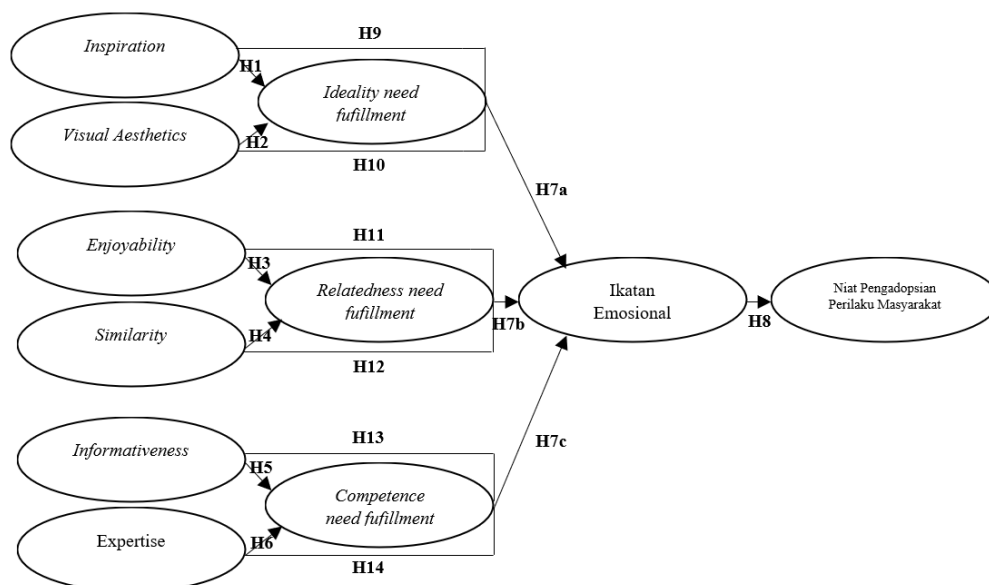 H9
Inspiration
H1
Ideality need
fufillment
Visual Aesthetics
H2
H10
H7a
H11
Enjoyability
H3
Relatedness need
fufillment
H7b
Ikatan
Emosional
H8
Niat Pengadopsian
Perilaku Masyarakat
Similarity
H4
H12
H13
Informativeness
H5
H7c
Competence
need fufillment
Expertise
H6
H14